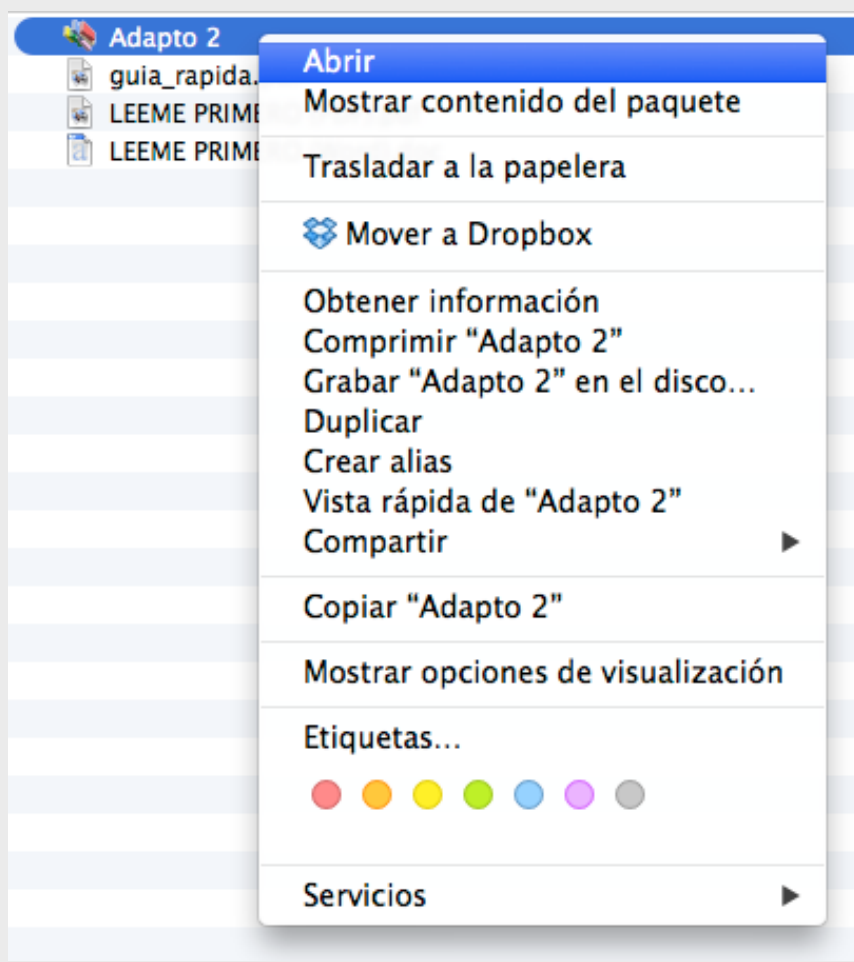 Adapto 2
guia_rapida.
LEEME PRIME
LEEME PRIME
Abrir
Mostrar contenido del paquete
Trasladar a la papelera
Mover a Dropbox
Obtener información
Comprimir “Adapto 2”
Grabar “Adapto 2” en el disco...
Duplicar
Crear alias
Vista rápida de “Adapto 2”
Compartir
Copiar “Adapto 2”
Mostrar opciones de visualización
Etiquetas...
Servicios